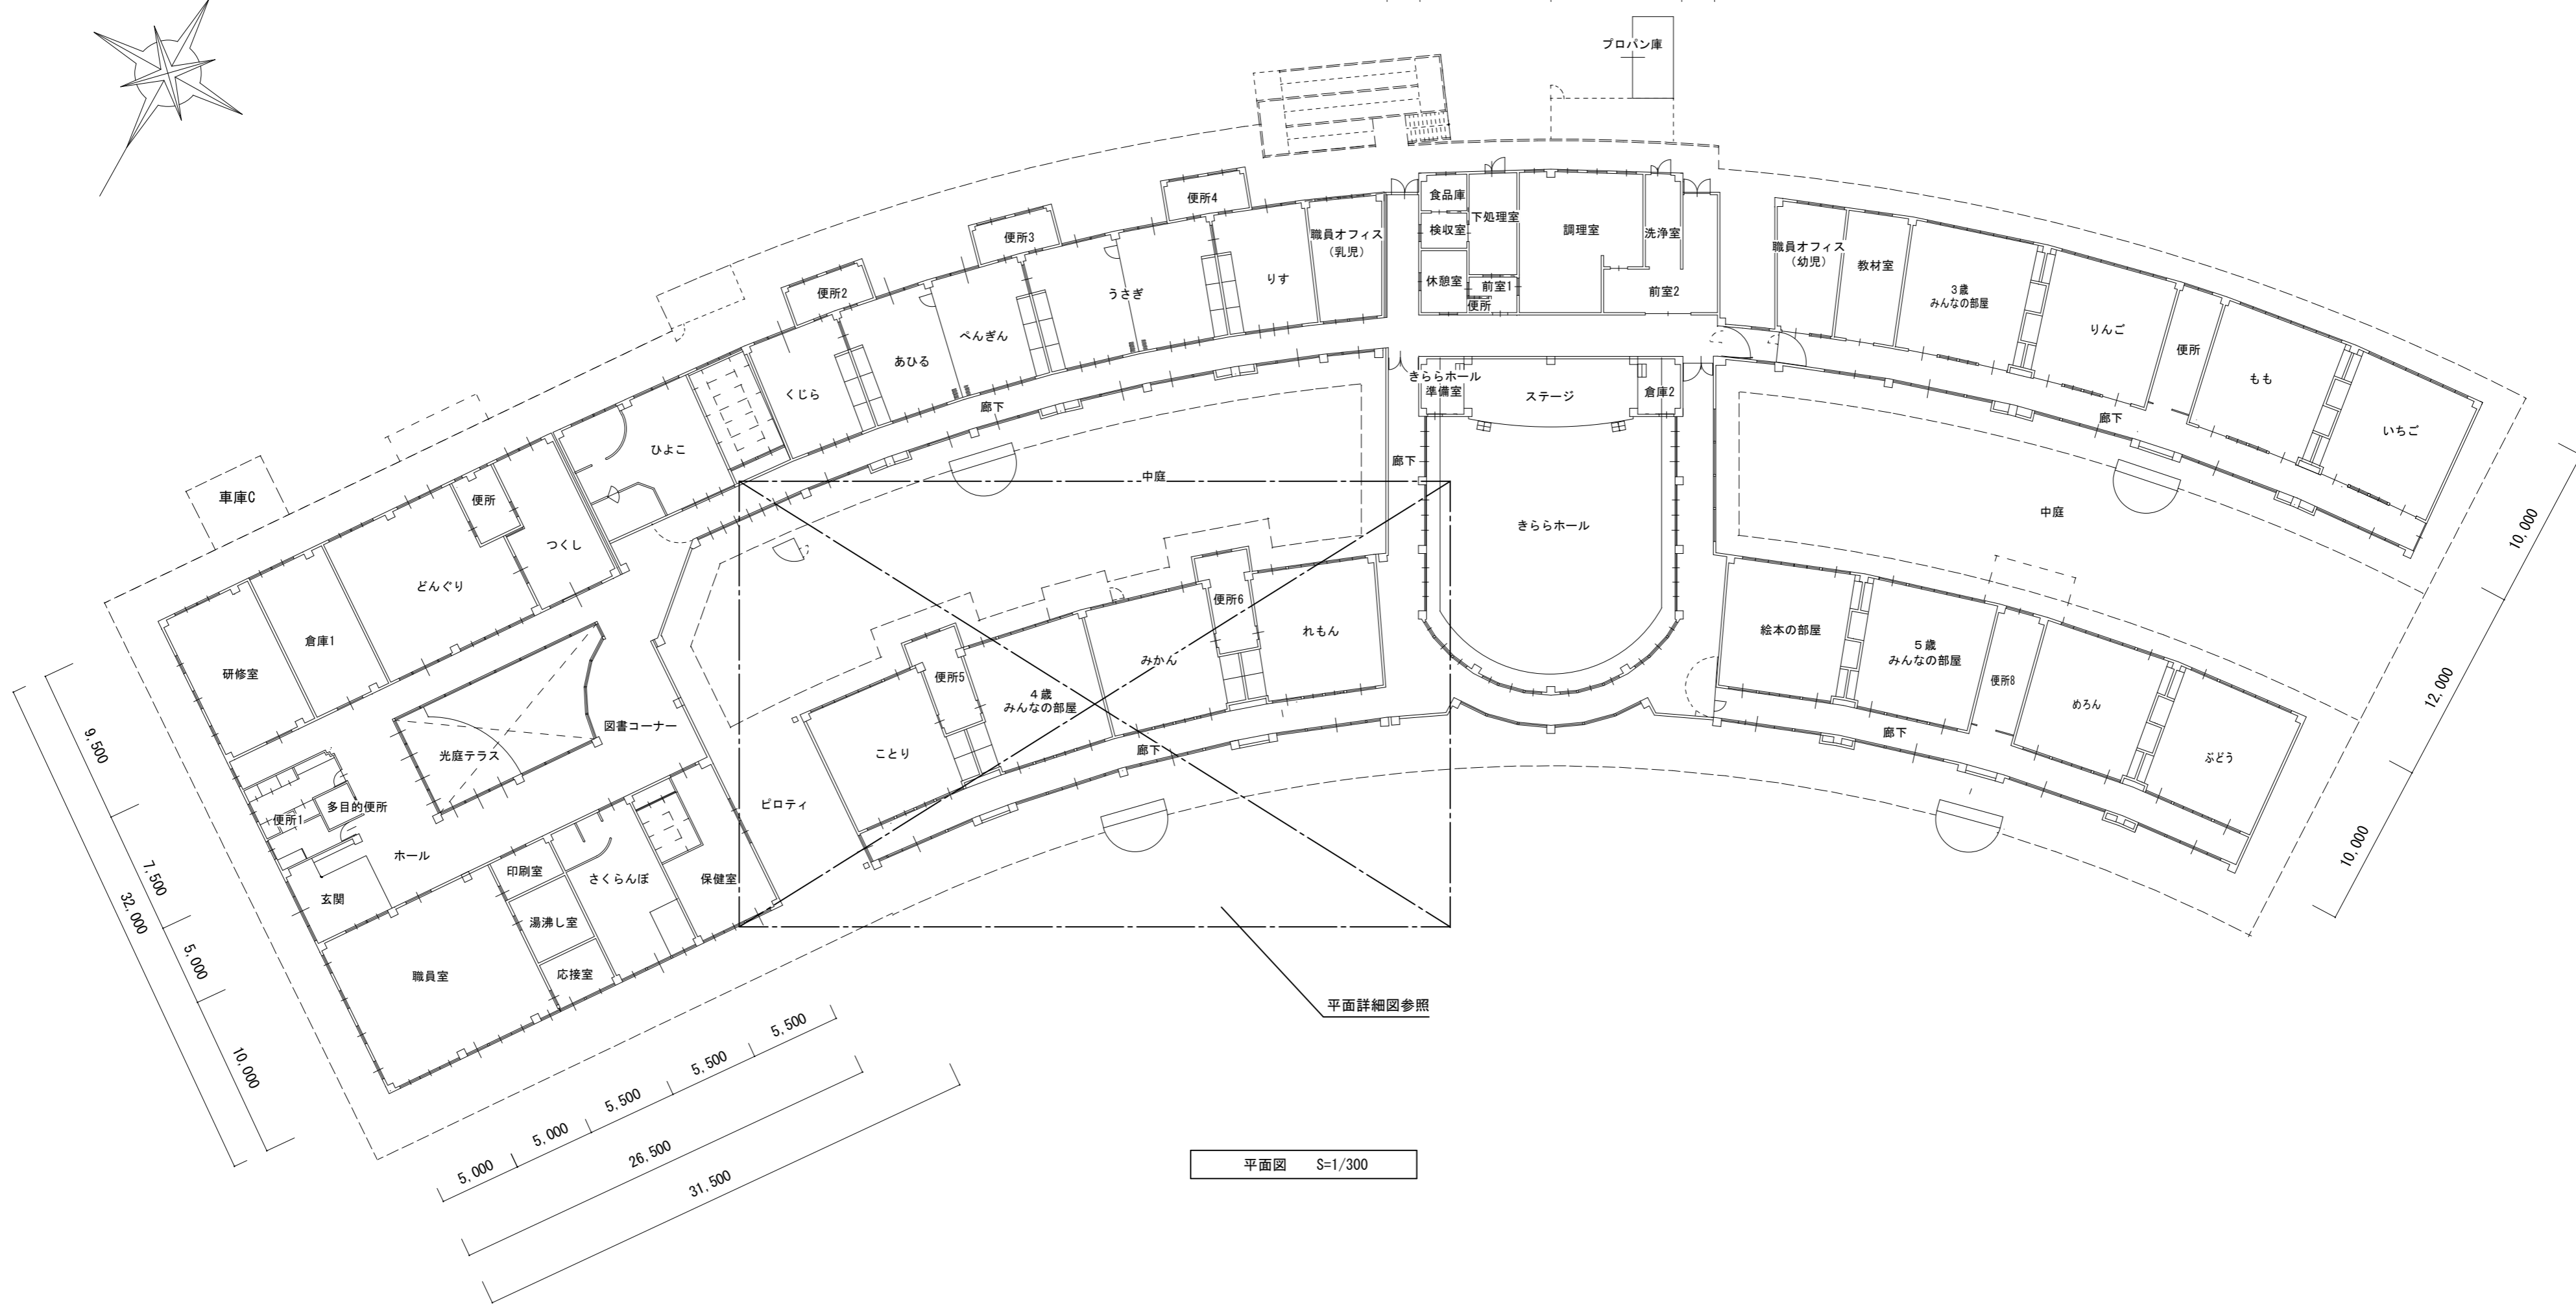 プロパン庫
便所4
食品庫
下処理室
検収室
調理室
洗浄室
休憩室
前室1
便所
前室2
職員オフィス
(乳児)
りす
便所3
うさぎ
便所2
ぺんぎん
あひる
くじら
ひよこ
廊下
職員オフィス
(幼児)
教材室
3歳
みんなの部屋
りんご
便所
もも
いちご
廊下
きららホール
準備室
ステージ
倉庫2
廊下
きららホール
中庭
中庭
車庫C
便所
つくし
どんぐり
倉庫1
研修室
図書コーナー
光庭テラス
多目的便所
便所1
ホール
玄関
印刷室
さくらんぼ
保健室
湯沸し室
応接室
職員室
ピロティ
ことり
便所5
4歳
みんなの部屋
みかん
便所6
れもん
廊下
絵本の部屋
5歳
みんなの部屋
便所8
めろん
ぶどう
廊下
10,000
12,000
10,000
9,500
7,500
5,000
10,000
32,000
5,000
5,000
5,500
5,500
5,500
26,500
31,500
平面詳細図参照
平面図 S=1/300